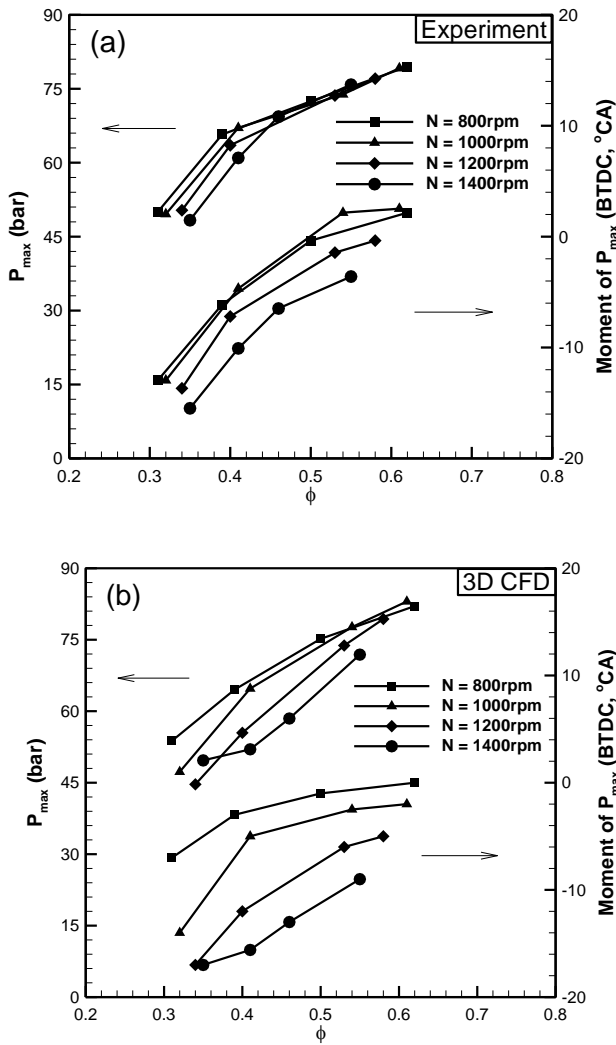 (a)
Experiment
N = 800rpm
N = 1000rpm
N = 1200rpm
N = 1400rpm
P_max (bar)
90
75
60
45
30
15
0
Moment of P_max (BTDC, °CA)
20
10
0
-10
-20
0.2 0.3 0.4 0.5 0.6 0.7 0.8
ϕ
(b)
3D CFD
N = 800rpm
N = 1000rpm
N = 1200rpm
N = 1400rpm
P_max (bar)
90
75
60
45
30
15
0
Moment of P_max (BTDC, °CA)
20
10
0
-10
-20
0.2 0.3 0.4 0.5 0.6 0.7 0.8
ϕ